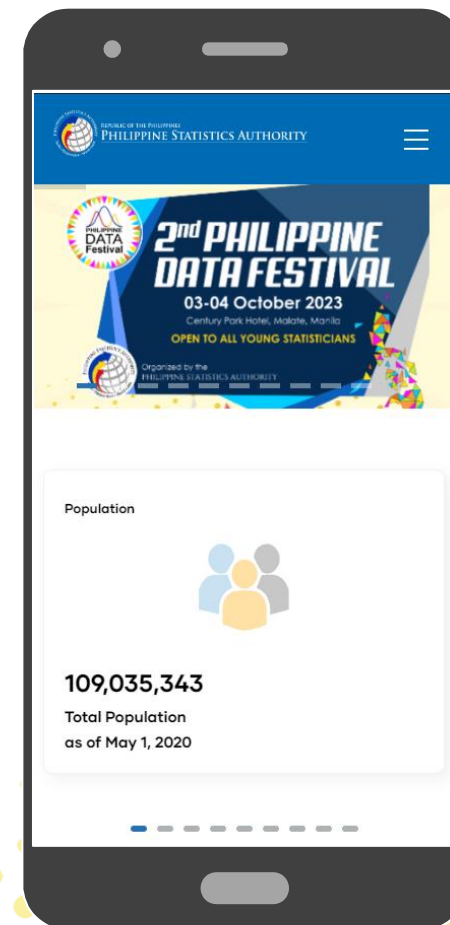 REPUBLIC OF THE PHILIPPINES
PHILIPPINE STATISTICS AUTHORITY
PHILIPPINE
DATA
Festival
2nd PHILIPPINE
DATA FESTIVAL
03-04 October 2023
Century Park Hotel, Malate, Manila
OPEN TO ALL YOUNG STATISTICIANS
Organized by the
PHILIPPINE STATISTICS AUTHORITY
Population
109,035,343
Total Population
as of May 1, 2020